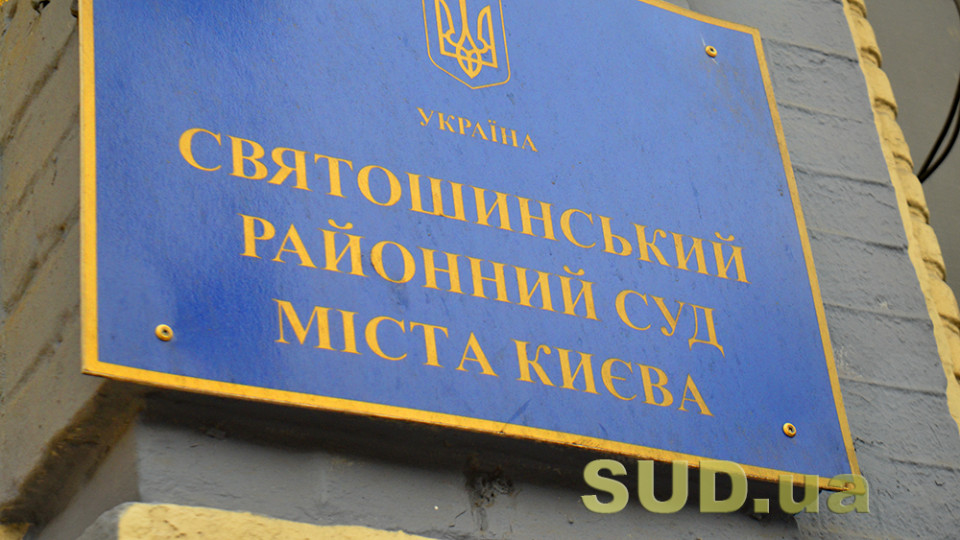 УКРАЇНА
СВЯТОШИНСЬКИЙ
РАЙОННИЙ СУД
МІСТА КИЄВА
SUD.ua